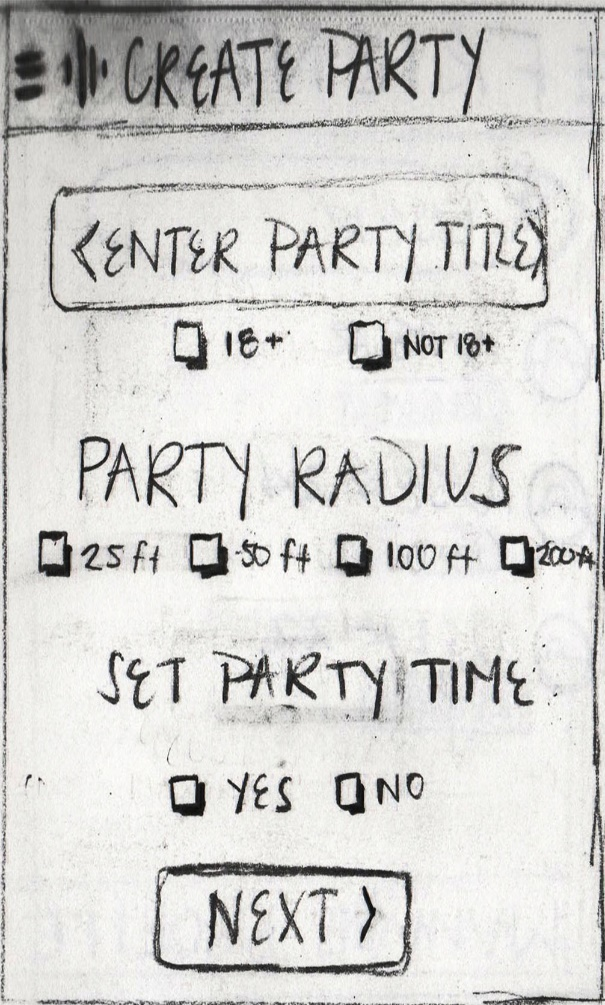 CREATE PARTY
<ENTER PARTY TITLE>
18+ NOT 18+
PARTY RADIUS
25 ft 50 ft 100 ft 200 ft
SET PARTY TIME
YES NO
NEXT >